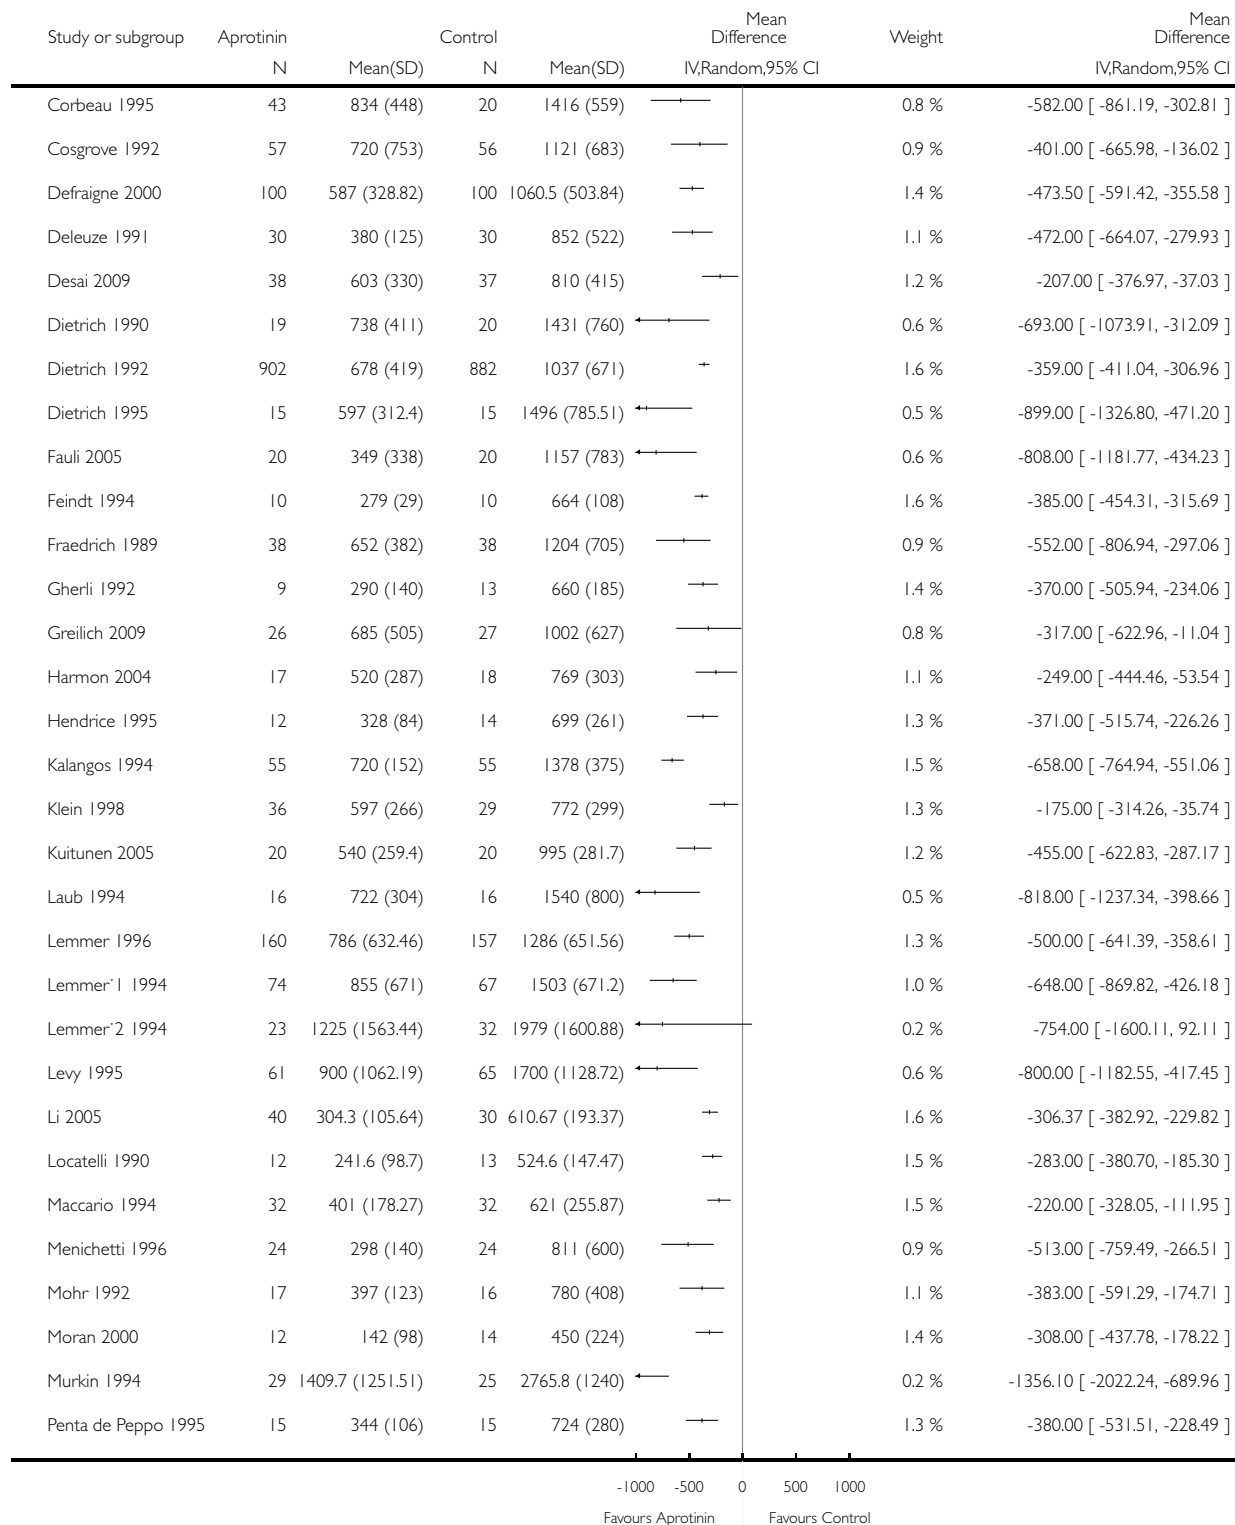 Mean Mean
Study or subgroup Aprotinin Control Difference Weight Difference
N Mean(SD) N Mean(SD) IV,Random,95% CI IV,Random,95% CI
Corbeau 1995 43 834 (448) 20 1416 (559) 0.8 % -582.00 [ -861.19, -302.81 ]
Cosgrove 1992 57 720 (753) 56 1121 (683) 0.9 % -401.00 [ -665.98, -136.02 ]
Defraigne 2000 100 587 (328.82) 100 1060.5 (503.84) 1.4 % -473.50 [ -591.42, -355.58 ]
Deleuze 1991 30 380 (125) 30 852 (522) 1.1 % -472.00 [ -664.07, -279.93 ]
Desai 2009 38 603 (330) 37 810 (415) 1.2 % -207.00 [ -376.97, -37.03 ]
Dietrich 1990 19 738 (411) 20 1431 (760) 0.6 % -693.00 [ -1073.91, -312.09 ]
Dietrich 1992 902 678 (419) 882 1037 (671) 1.6 % -359.00 [ -411.04, -306.96 ]
Dietrich 1995 15 597 (312.4) 15 1496 (785.51) 0.5 % -899.00 [ -1326.80, -471.20 ]
Fauli 2005 20 349 (338) 20 1157 (783) 0.6 % -808.00 [ -1181.77, -434.23 ]
Feindt 1994 10 279 (29) 10 664 (108) 1.6 % -385.00 [ -454.31, -315.69 ]
Fraedrich 1989 38 652 (382) 38 1204 (705) 0.9 % -552.00 [ -806.94, -297.06 ]
Gherli 1992 9 290 (140) 13 660 (185) 1.4 % -370.00 [ -505.94, -234.06 ]
Greilich 2009 26 685 (505) 27 1002 (627) 0.8 % -317.00 [ -622.96, -11.04 ]
Harmon 2004 17 520 (287) 18 769 (303) 1.1 % -249.00 [ -444.46, -53.54 ]
Hendrice 1995 12 328 (84) 14 699 (261) 1.3 % -371.00 [ -515.74, -226.26 ]
Kalangos 1994 55 720 (152) 55 1378 (375) 1.5 % -658.00 [ -764.94, -551.06 ]
Klein 1998 36 597 (266) 29 772 (299) 1.3 % -175.00 [ -314.26, -35.74 ]
Kuitunen 2005 20 540 (259.4) 20 995 (281.7) 1.2 % -455.00 [ -622.83, -287.17 ]
Laub 1994 16 722 (304) 16 1540 (800) 0.5 % -818.00 [ -1237.34, -398.66 ]
Lemmer 1996 160 786 (632.46) 157 1286 (651.56) 1.3 % -500.00 [ -641.39, -358.61 ]
Lemmer˙1 1994 74 855 (671) 67 1503 (671.2) 1.0 % -648.00 [ -869.82, -426.18 ]
Lemmer˙2 1994 23 1225 (1563.44) 32 1979 (1600.88) 0.2 % -754.00 [ -1600.11, 92.11 ]
Levy 1995 61 900 (1062.19) 65 1700 (1128.72) 0.6 % -800.00 [ -1182.55, -417.45 ]
Li 2005 40 304.3 (105.64) 30 610.67 (193.37) 1.6 % -306.37 [ -382.92, -229.82 ]
Locatelli 1990 12 241.6 (98.7) 13 524.6 (147.47) 1.5 % -283.00 [ -380.70, -185.30 ]
Maccario 1994 32 401 (178.27) 32 621 (255.87) 1.5 % -220.00 [ -328.05, -111.95 ]
Menichetti 1996 24 298 (140) 24 811 (600) 0.9 % -513.00 [ -759.49, -266.51 ]
Mohr 1992 17 397 (123) 16 780 (408) 1.1 % -383.00 [ -591.29, -174.71 ]
Moran 2000 12 142 (98) 14 450 (224) 1.4 % -308.00 [ -437.78, -178.22 ]
Murkin 1994 29 1409.7 (1251.51) 25 2765.8 (1240) 0.2 % -1356.10 [ -2022.24, -689.96 ]
Penta de Peppo 1995 15 344 (106) 15 724 (280) 1.3 % -380.00 [ -531.51, -228.49 ]
-1000 -500 0 500 1000
Favours Aprotinin Favours Control